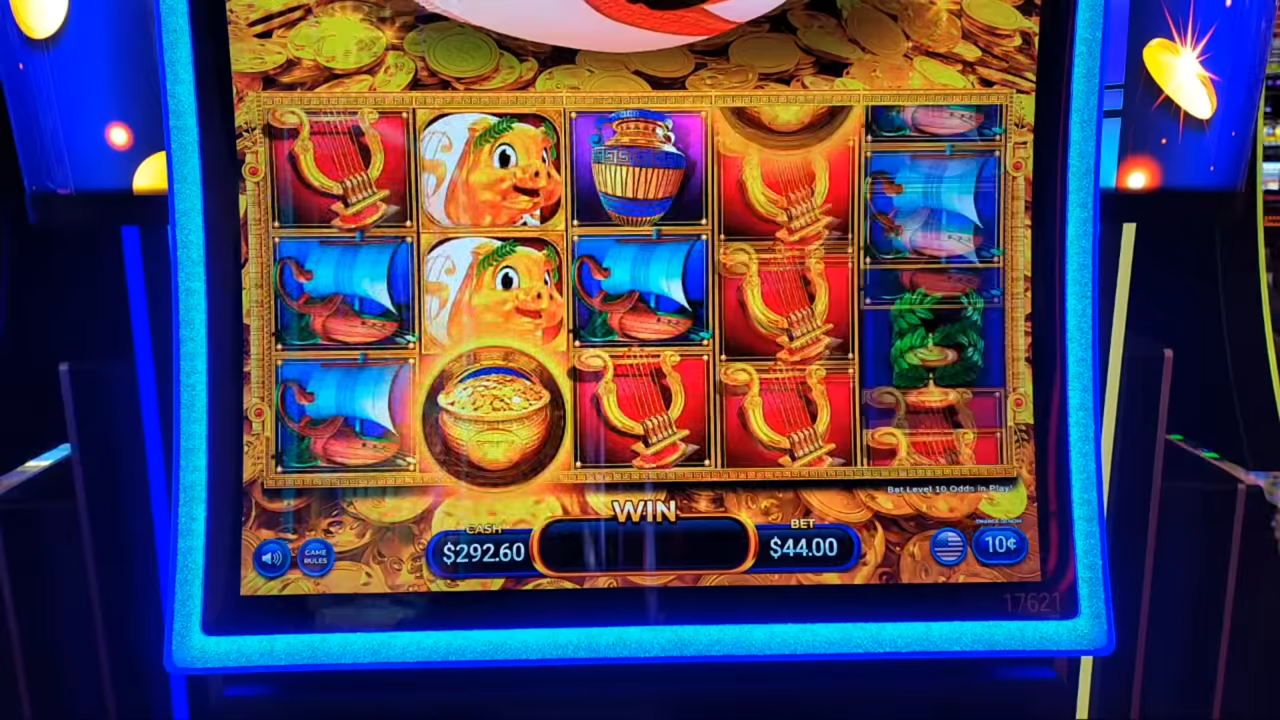 Bet Level 10 Odds in Play!
WIN
CASH
$292.60
BET
$44.00
GAME
RULES
10¢
17621